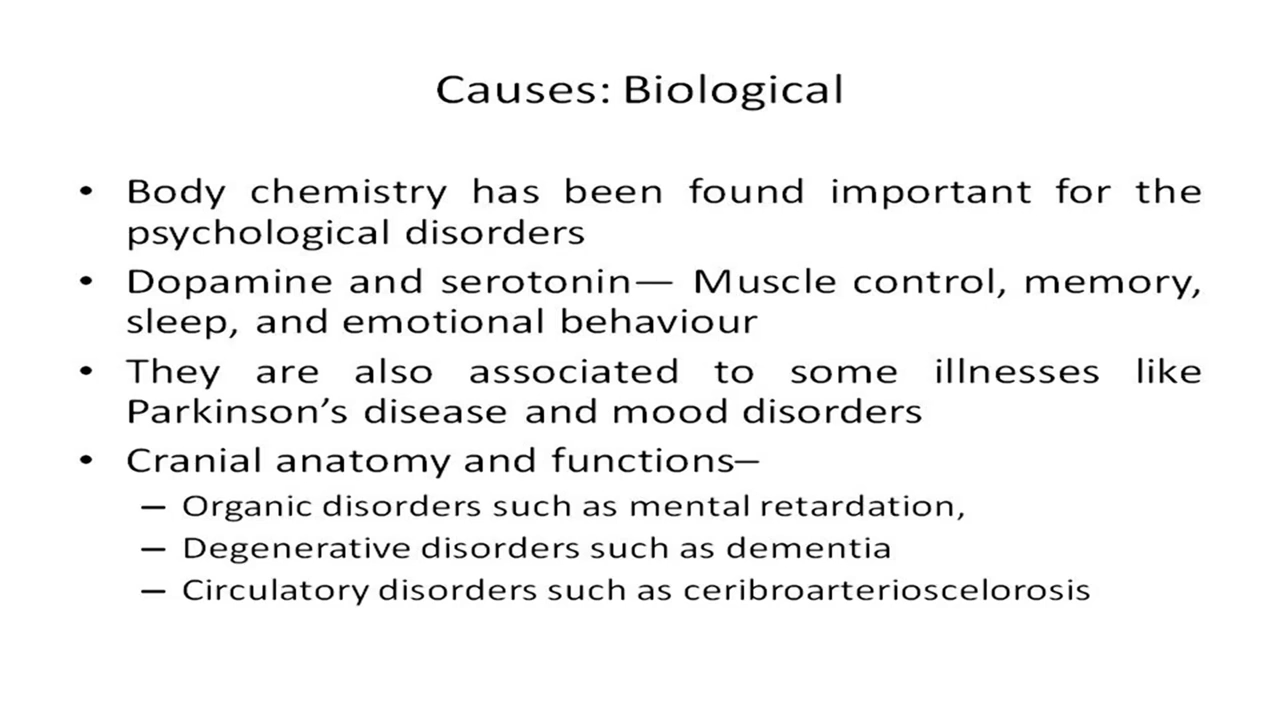 Causes: Biological
• Body chemistry has been found important for the
psychological disorders
• Dopamine and serotonin— Muscle control, memory,
sleep, and emotional behaviour
• They are also associated to some illnesses like
Parkinson’s disease and mood disorders
• Cranial anatomy and functions–
– Organic disorders such as mental retardation,
– Degenerative disorders such as dementia
– Circulatory disorders such as ceribroarterioscelorosis